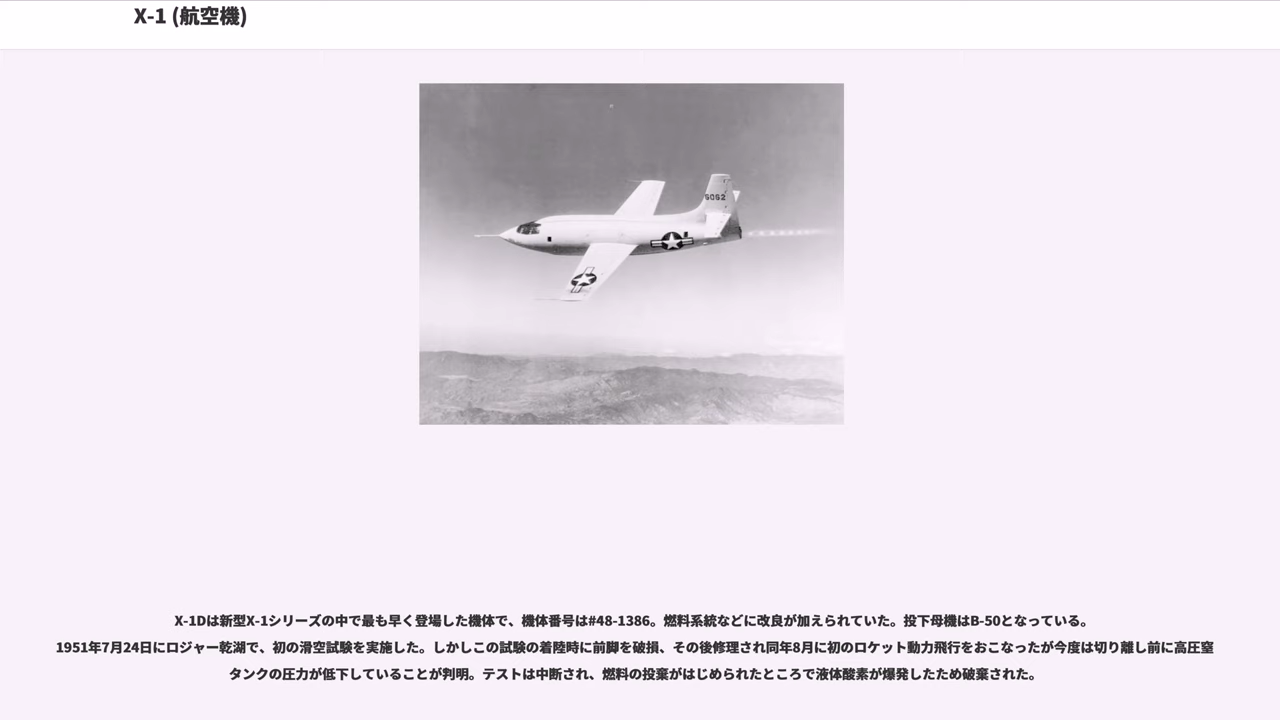 X-1 (航空機)
6062
X-1Dは新型X-1シリーズの中で最も早く登場した機体で、機体番号は#48-1386。燃料系統などに改良が加えられていた。投下母機はB-50となっている。
1951年7月24日にロジャー乾湖で、初の滑空試験を実施した。しかしこの試験の着陸時に前脚を破損、その後修理され同年8月に初のロケット動力飛行をおこなったが今度は切り離し前に高圧窒
タンクの圧力が低下していることが判明。テストは中断され、燃料の投棄がはじめられたところで液体酸素が爆発したため破棄された。